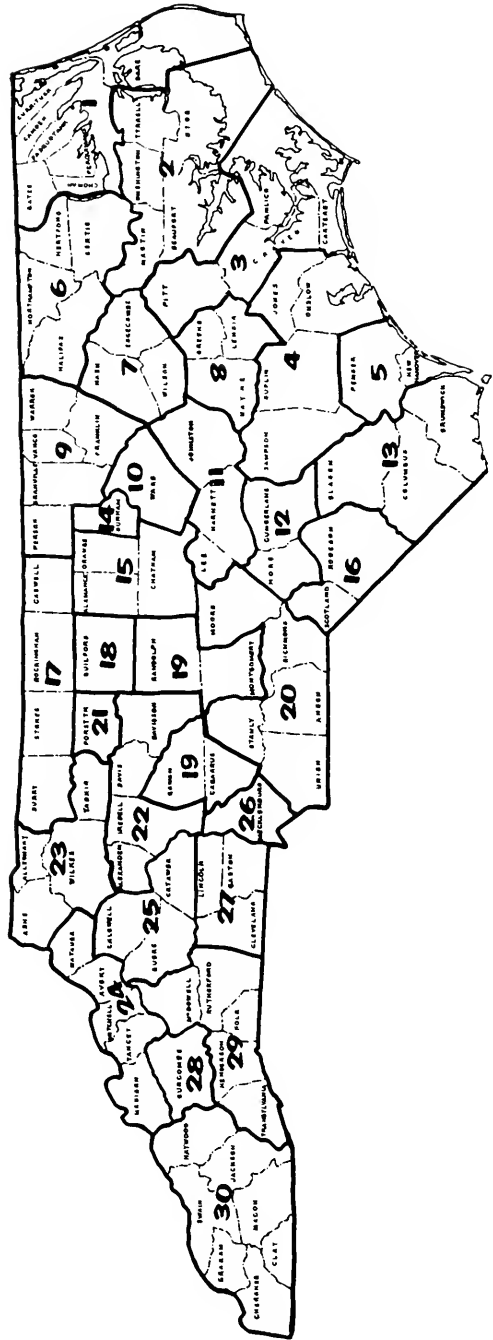 CURRITUCK
CAMDEN
PASQUOTANK
1
GATES
CHOWAN
DARE
TYRRELL
HYDE
2
WASHINGTON
MARTIN
BEAUFORT
PAMLICO
3
PITT
CARTERET
JONES
ONSLOW
4
DUPLIN
SAMPSON
5
PENDER
NEW
HANOVER
6
NORTHAMPTON
HERTFORD
BERTIE
HALIFAX
7
EDGECOMBE
NASH
WILSON
8
GREENE
LENOIR
WAYNE
9
WARREN
VANCE
GRANVILLE
FRANKLIN
10
WAKE
11
JOHNSTON
HARNETT
LEE
12
CUMBERLAND
HOKE
13
BLADEN
COLUMBUS
BRUNSWICK
14
DURHAM
PERSON
CASWELL
15
ALAMANCE
ORANGE
CHATHAM
16
ROBESON
SCOTLAND
17
ROCKINGHAM
STOKES
SURRY
18
GUILFORD
19
RANDOLPH
MONTGOMERY
MOORE
20
RICHMOND
STANLY
ANSON
UNION
21
FORSYTH
DAVIDSON
19
ROWAN
CABARRUS
22
DAVIE
IREDELL
ALEXANDER
23
ALLEGHANY
WILKES
YADKIN
ASHE
24
WATAUGA
AVERY
MITCHELL
YANCEY
MADISON
25
CALDWELL
BURKE
CATAWBA
26
MECKLENBURG
27
LINCOLN
GASTON
CLEVELAND
28
BUNCOMBE
29
McDOWELL
RUTHERFORD
POLK
HENDERSON
TRANSYLVANIA
30
HAYWOOD
SWAIN
JACKSON
GRAHAM
MACON
CHEROKEE
CLAY